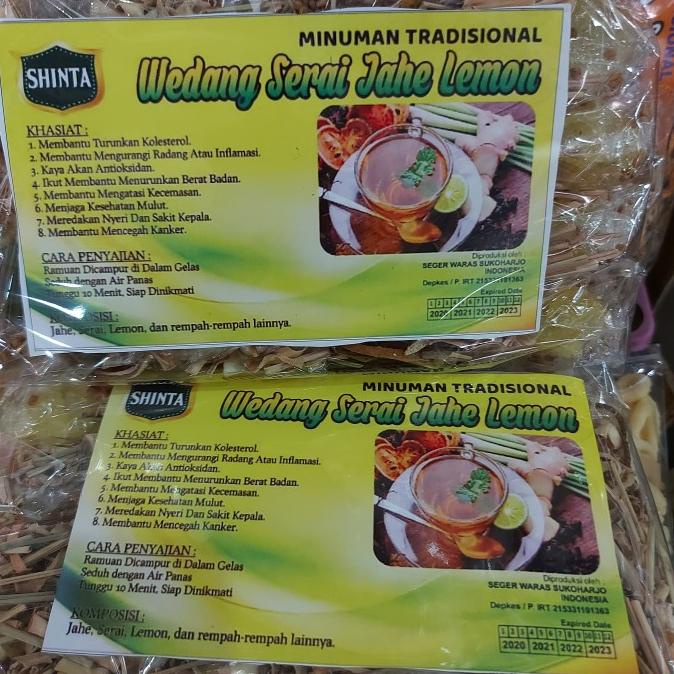 SHINTA
MINUMAN TRADISIONAL
Wedang Serai Jahe Lemon
KHASIAT :
1. Membantu Turunkan Kolesterol.
2. Membantu Mengurangi Radang Atau Inflamasi.
3. Kaya Akan Antioksidan.
4. Ikut Membantu Menurunkan Berat Badan.
5. Membantu Mengatasi Kecemasan.
6. Menjaga Kesehatan Mulut.
7. Meredakan Nyeri Dan Sakit Kepala.
8. Membantu Mencegah Kanker.
CARA PENYAJIAN :
Ramuan Dicampur di Dalam Gelas
Seduh dengan Air Panas
Tunggu 10 Menit, Siap Dinikmati
KOMPOSISI :
Jahe, Serai, Lemon, dan rempah-rempah lainnya.
Diproduksi oleh :
SEGER WARAS SUKOHARJO
INDONESIA
Depkes / P. IRT 215331191363
Expired Date
1 2 3 4 5 6 7 8 9 10 11 12
2020 2021 2022 2023
SHINTA
MINUMAN TRADISIONAL
Wedang Serai Jahe Lemon
KHASIAT :
1. Membantu Turunkan Kolesterol.
2. Membantu Mengurangi Radang Atau Inflamasi.
3. Kaya Akan Antioksidan.
4. Ikut Membantu Menurunkan Berat Badan.
5. Membantu Mengatasi Kecemasan.
6. Menjaga Kesehatan Mulut.
7. Meredakan Nyeri Dan Sakit Kepala.
8. Membantu Mencegah Kanker.
CARA PENYAJIAN :
Ramuan Dicampur di Dalam Gelas
Seduh dengan Air Panas
Tunggu 10 Menit, Siap Dinikmati
KOMPOSISI :
Jahe, Serai, Lemon, dan rempah-rempah lainnya.
Diproduksi oleh :
SEGER WARAS SUKOHARJO
INDONESIA
Depkes / P. IRT 215331191363
Expired Date
1 2 3 4 5 6 7 8 9 10 11 12
2020 2021 2022 2023